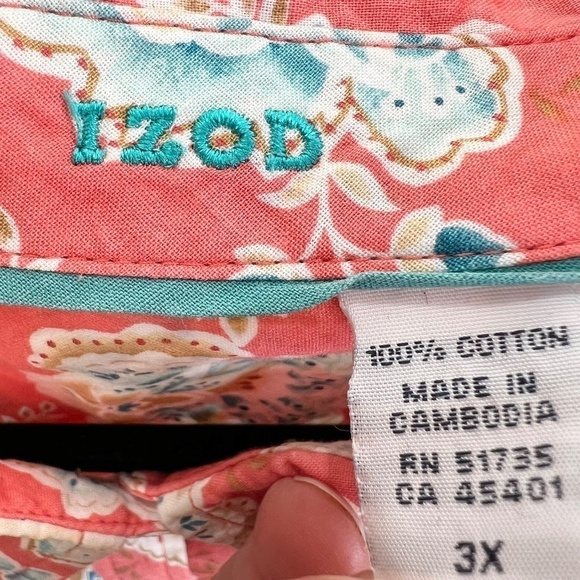 IZOD
100% COTTON
MADE IN
CAMBODIA
RN 51735
CA 45401
3X